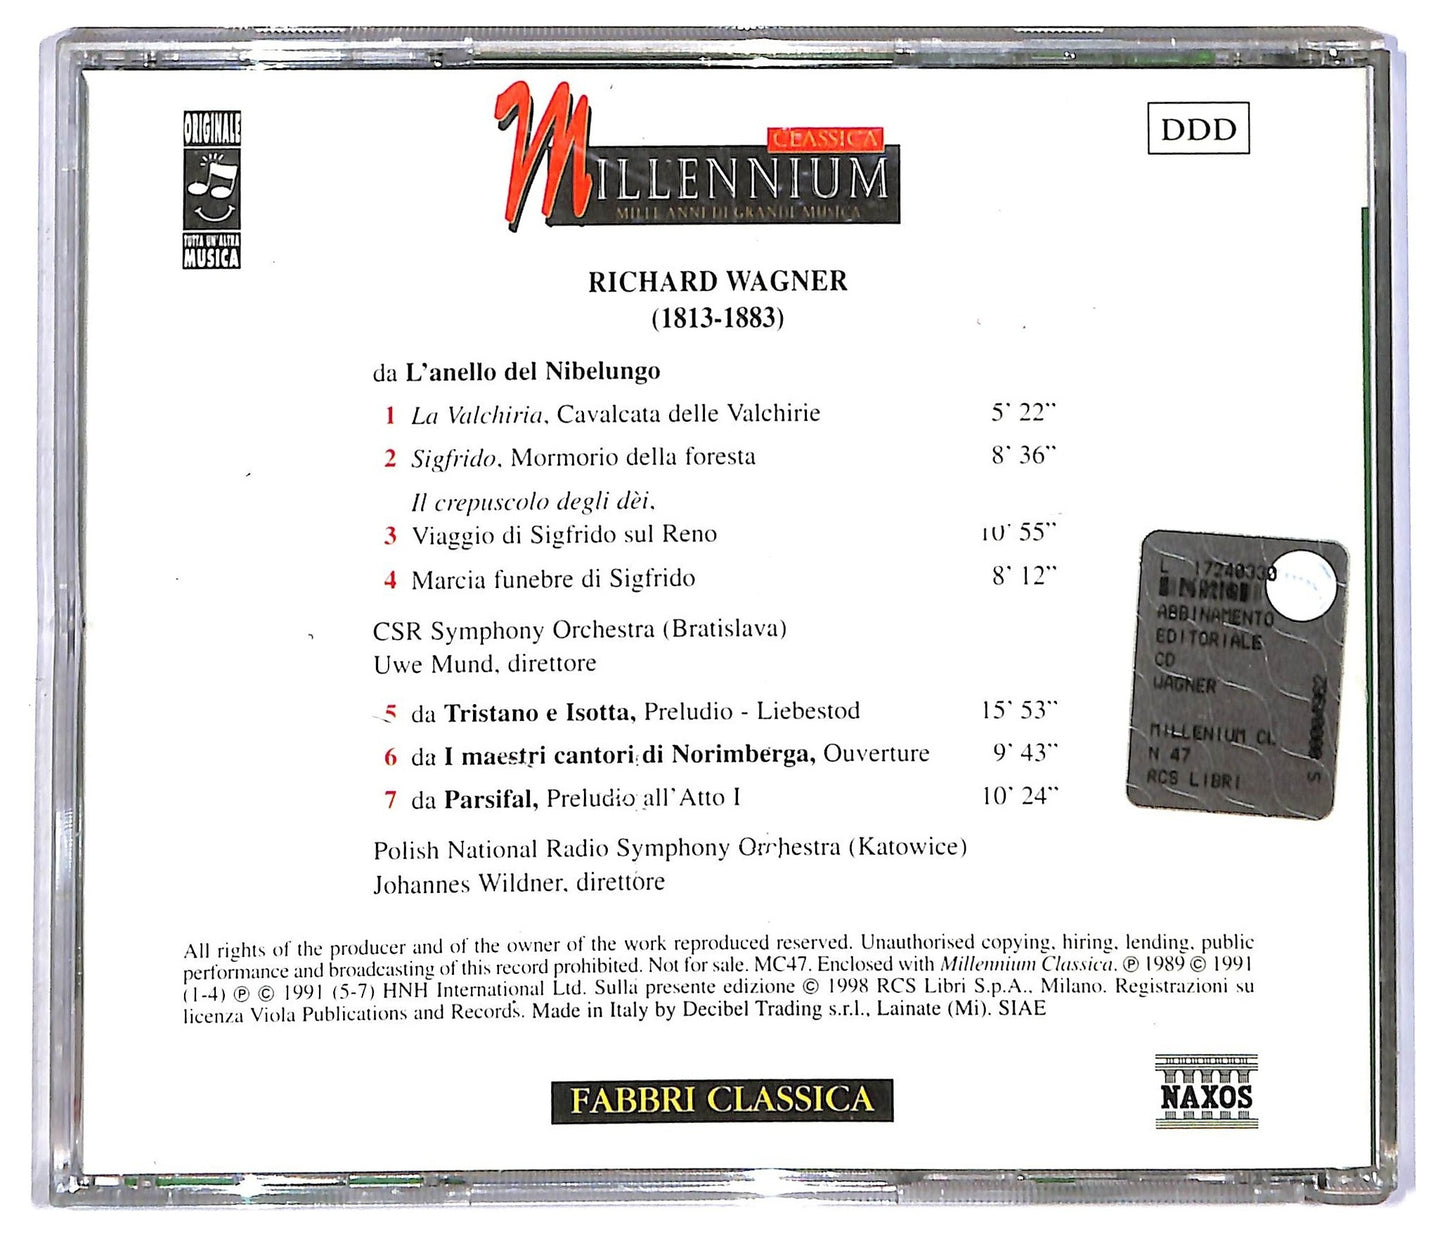 ORIGINALE
TUTTA UN'ALTRA
MUSICA
CLASSICA
MILLENNIUM
MILLE ANNI DI GRANDE MUSICA
DDD
RICHARD WAGNER
(1813-1883)
da L'anello del Nibelungo
1 La Valchiria, Cavalcata delle Valchirie 5' 22"
2 Sigfrido, Mormorio della foresta 8' 36"
Il crepuscolo degli dèi,
3 Viaggio di Sigfrido sul Reno 10' 55"
4 Marcia funebre di Sigfrido 8' 12"
CSR Symphony Orchestra (Bratislava)
Uwe Mund, direttore
5 da Tristano e Isotta, Preludio - Liebestod 15' 53"
6 da I maestri cantori di Norimberga, Ouverture 9' 43"
7 da Parsifal, Preludio all'Atto I 10' 24"
Polish National Radio Symphony Orchestra (Katowice)
Johannes Wildner, direttore
L 17240330
ABBINAMENTO
EDITORIALE
CD
WAGNER
MILLENIUM CL
N 47
RCS LIBRI
All rights of the producer and of the owner of the work reproduced reserved. Unauthorised copying, hiring, lending, public
performance and broadcasting of this record prohibited. Not for sale. MC47. Enclosed with Millennium Classica. ℗ 1989 © 1991
(1-4) ℗ © 1991 (5-7) HNH International Ltd. Sulla presente edizione © 1998 RCS Libri S.p.A., Milano. Registrazioni su
licenza Viola Publications and Records. Made in Italy by Decibel Trading s.r.l., Lainate (Mi). SIAE
FABBRI CLASSICA
NAXOS